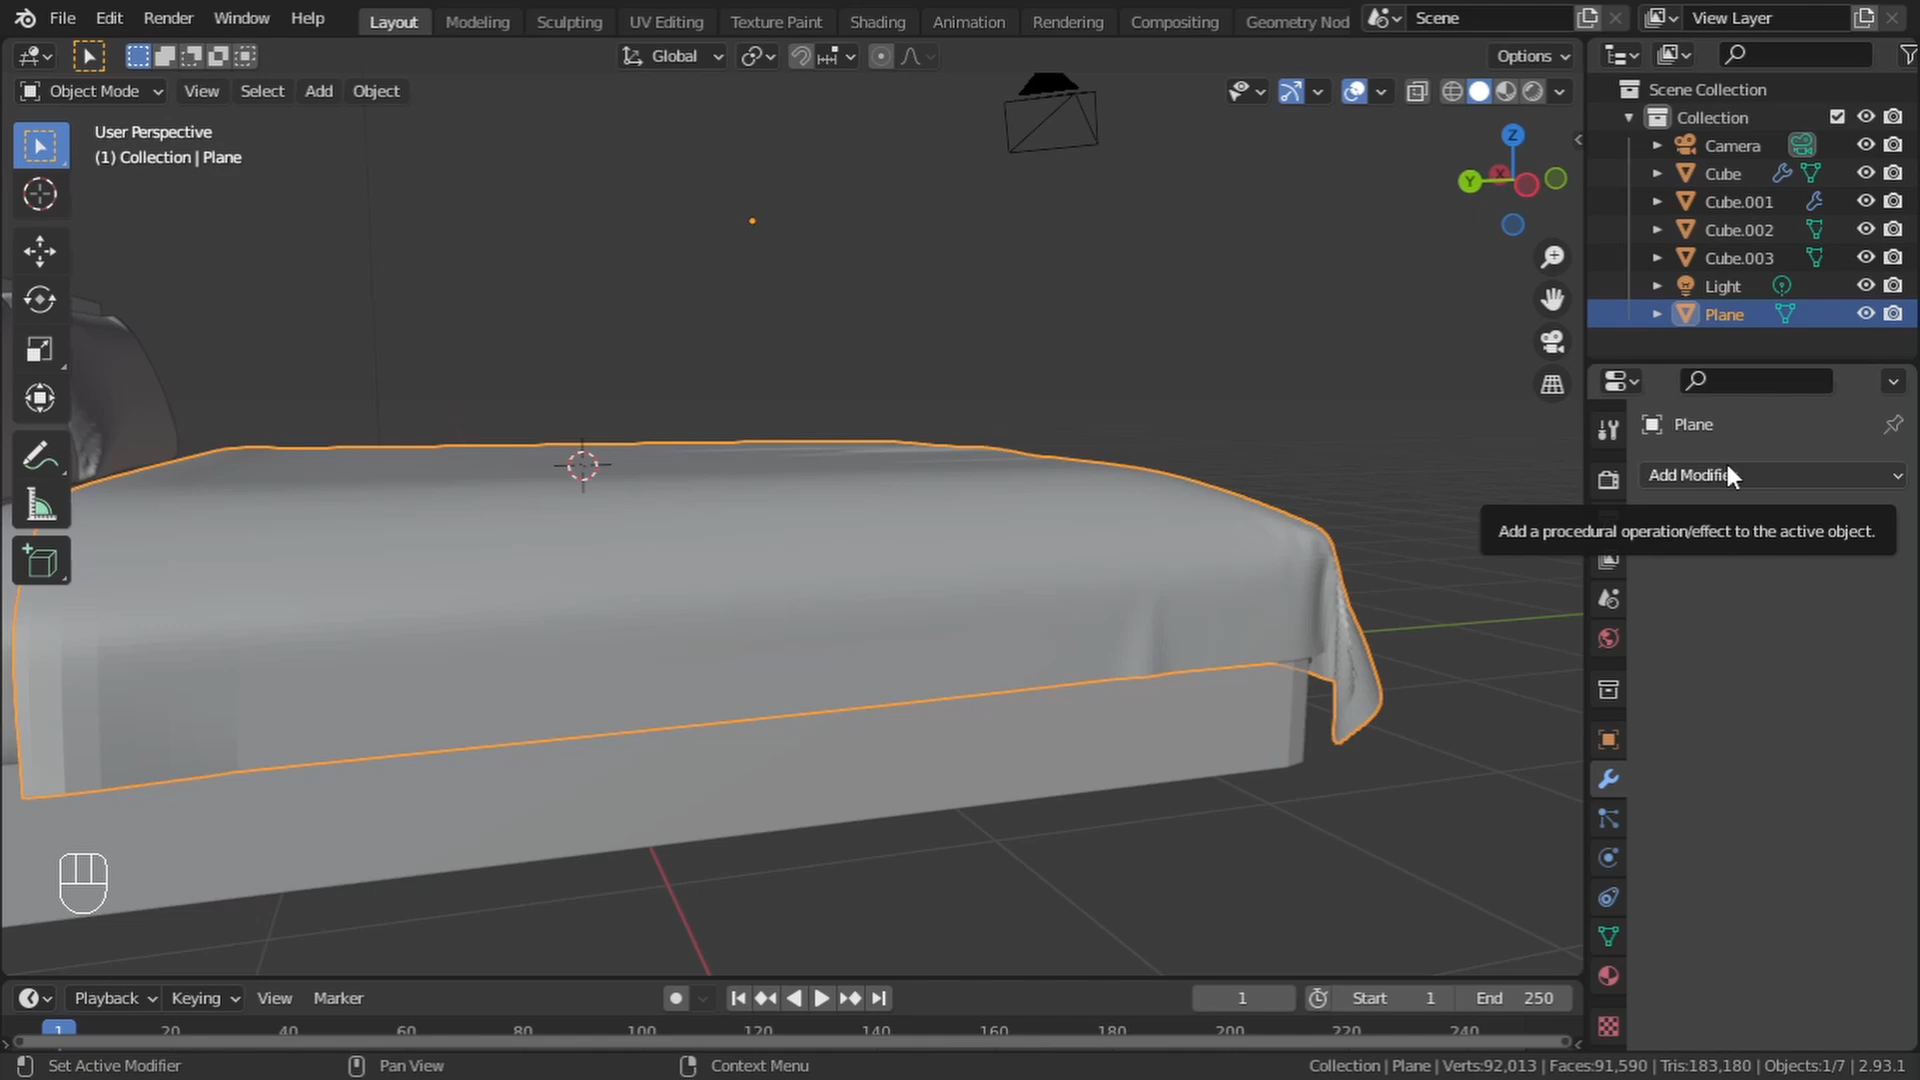 File Edit Render Window Help Layout Modeling Sculpting UV Editing Texture Paint Shading Animation Rendering Compositing Geometry Nod Scene View Layer
Global Options
Object Mode View Select Add Object
User Perspective
(1) Collection | Plane
Z
Y
X
Scene Collection
Collection
Camera
Cube
Cube.001
Cube.002
Cube.003
Light
Plane
Plane
Add Modifie
Add a procedural operation/effect to the active object.
Playback Keying View Marker 1 Start 1 End 250
1 20 40 60 80 100 120 140 160 180 200 220 240
Set Active Modifier Pan View Context Menu Collection | Plane | Verts:92,013 | Faces:91,590 | Tris:183,180 | Objects:1/7 | 2.93.1